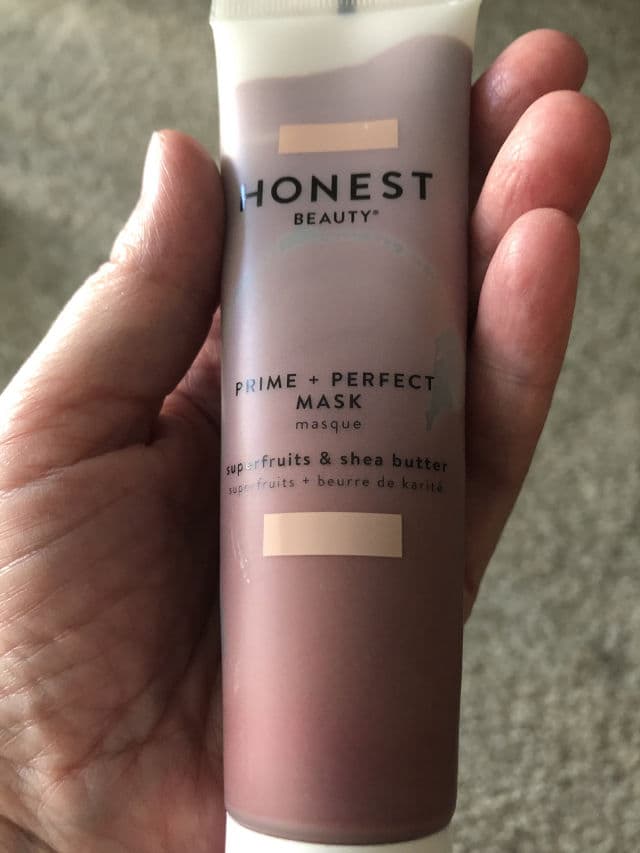 HONEST
BEAUTY®
PRIME + PERFECT
MASK
masque
superfruits & shea butter
superfruits + beurre de karité